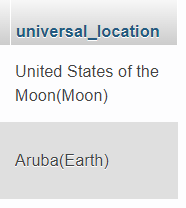 universal_location
United States of the
Moon(Moon)
Aruba(Earth)